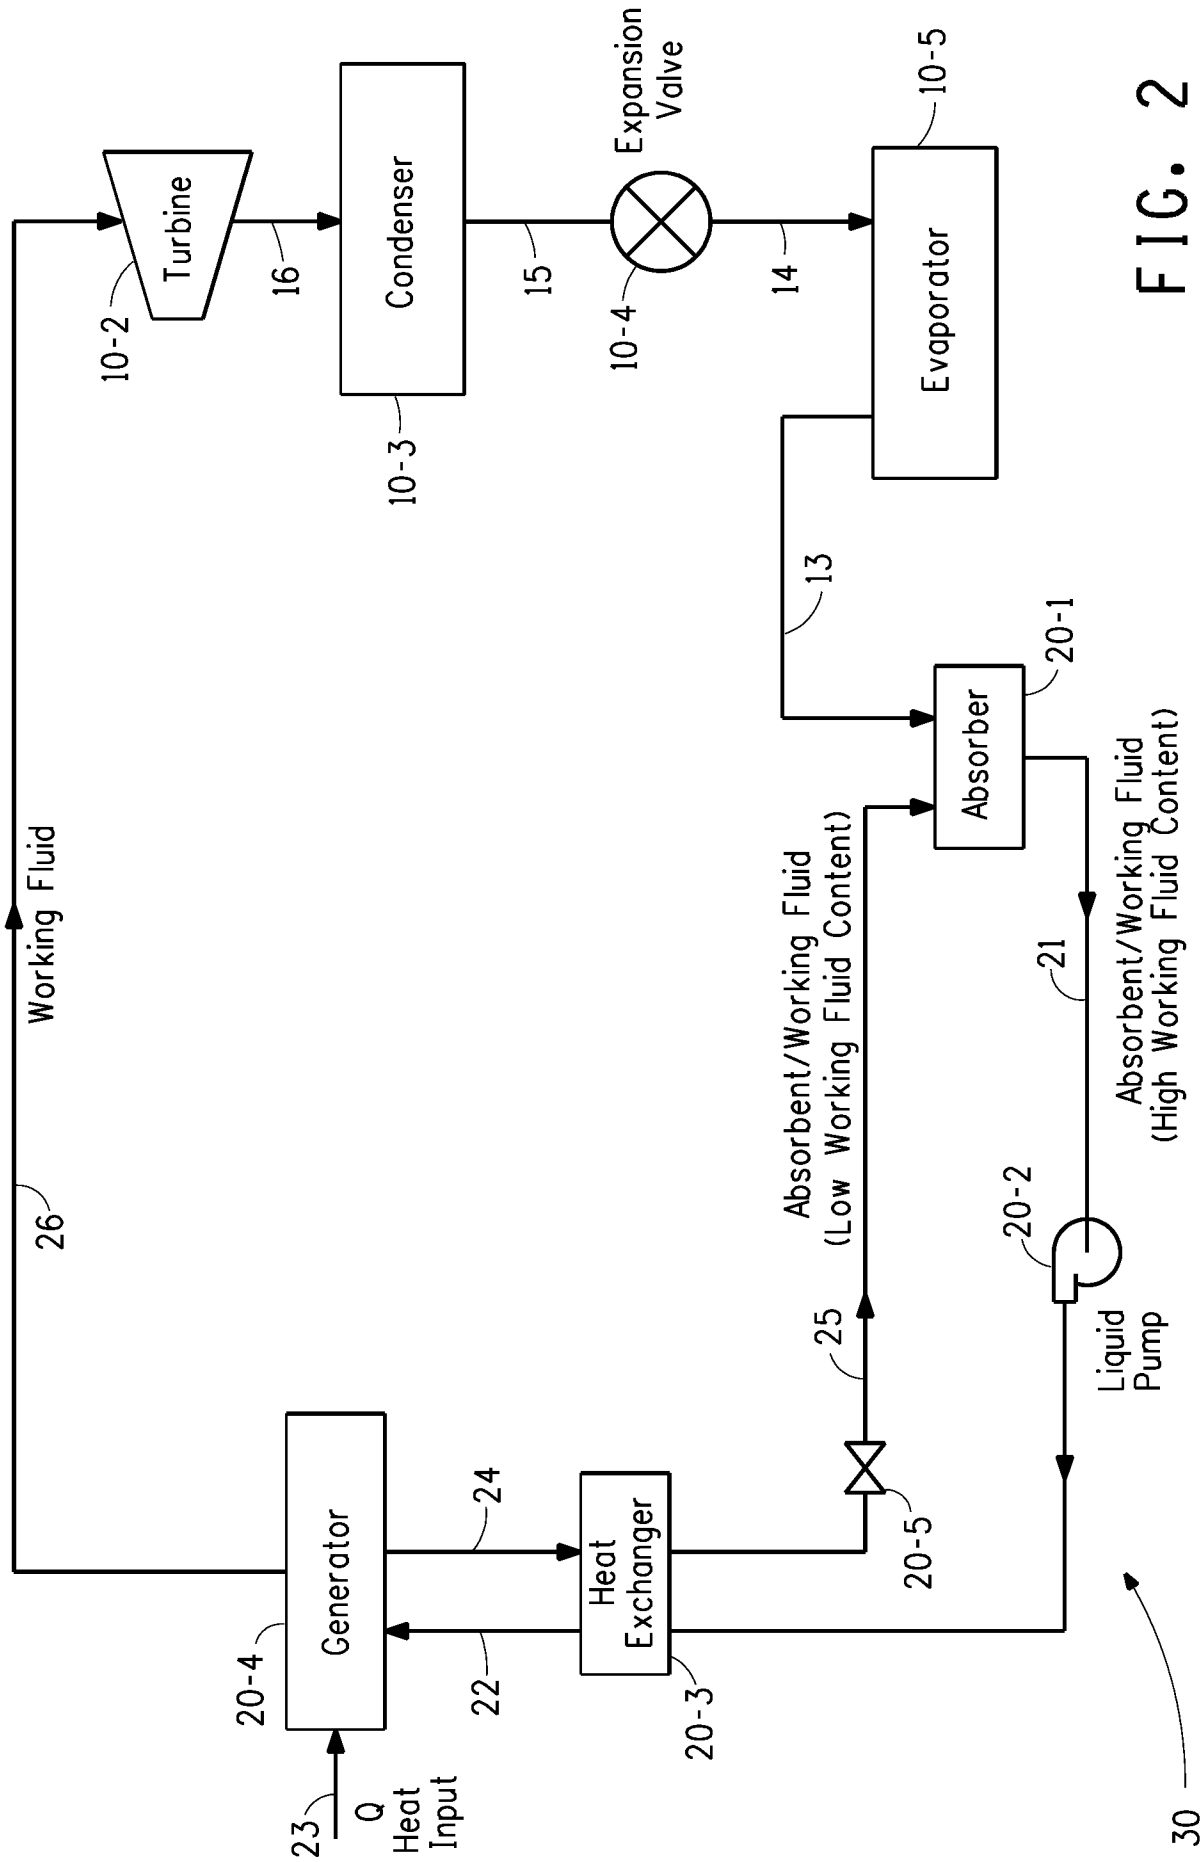 26
Working Fluid
10-2
Turbine
16
10-3
Condenser
15
10-4
Expansion
Valve
14
10-5
Evaporator
13
23
Q
Heat
Input
20-4
Generator
22
24
Heat
Exchanger
20-3
20-5
25
Absorbent/Working Fluid
(Low Working Fluid Content)
Absorber
20-1
20-2
Liquid
Pump
21
Absorbent/Working Fluid
(High Working Fluid Content)
30
FIG. 2